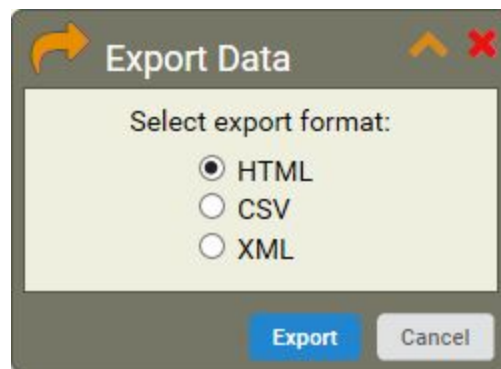 Export Data
Select export format:
HTML
CSV
XML
Export Cancel